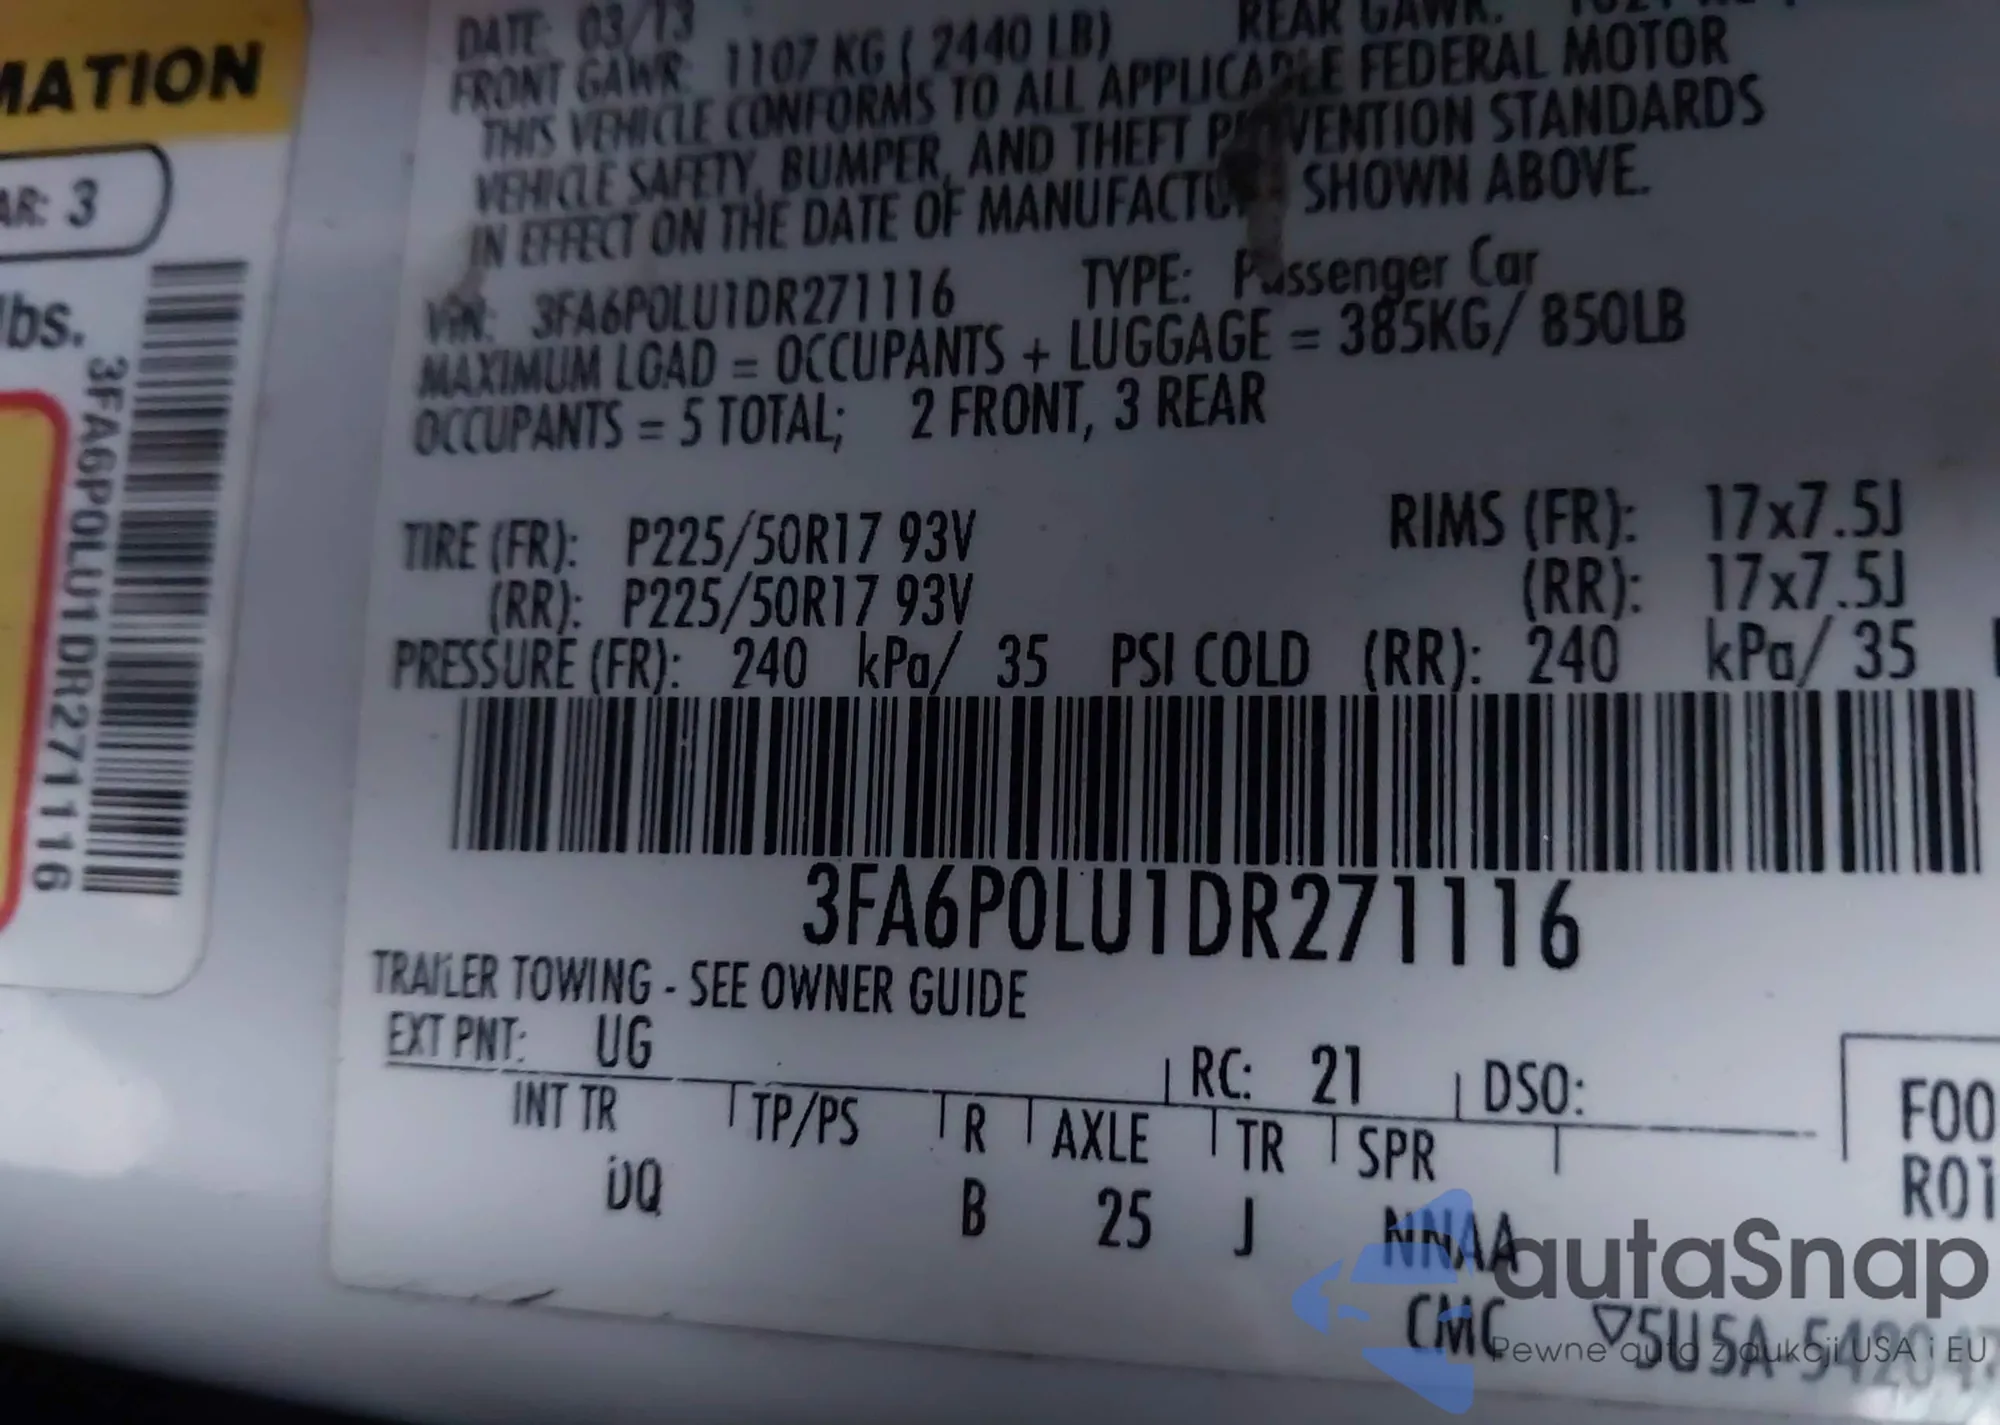 MATION
AR: 3
lbs.
3FA6P0LU1DR271116
DATE: 03/13
FRONT GAWR: 1107 KG ( 2440 LB) REAR GAWR:
THIS VEHICLE CONFORMS TO ALL APPLICABLE FEDERAL MOTOR
VEHICLE SAFETY, BUMPER, AND THEFT PREVENTION STANDARDS
IN EFFECT ON THE DATE OF MANUFACTURE SHOWN ABOVE.
VIN: 3FA6P0LU1DR271116 TYPE: Passenger Car
MAXIMUM LOAD = OCCUPANTS + LUGGAGE = 385KG/ 850LB
OCCUPANTS = 5 TOTAL; 2 FRONT, 3 REAR
TIRE (FR): P225/50R17 93V RIMS (FR): 17x7.5J
(RR): P225/50R17 93V (RR): 17x7.5J
PRESSURE (FR): 240 kPa/ 35 PSI COLD (RR): 240 kPa/ 35
3FA6P0LU1DR271116
TRAILER TOWING - SEE OWNER GUIDE
EXT PNT: UG RC: 21 DSO:
INT TR TP/PS R AXLE TR SPR
DQ B 25 J NNAA
F00
R01
CMC 5U5A-54204
autaSnap
Pewne auto z aukcji USA i EU